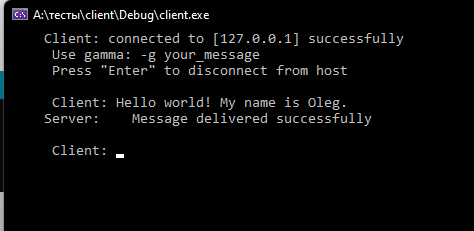 A:\тесты\client\Debug\client.exe
Client: connected to [127.0.0.1] successfully
Use gamma: -g your_message
Press "Enter" to disconnect from host
Client: Hello world! My name is Oleg.
Server: Message delivered successfully
Client: